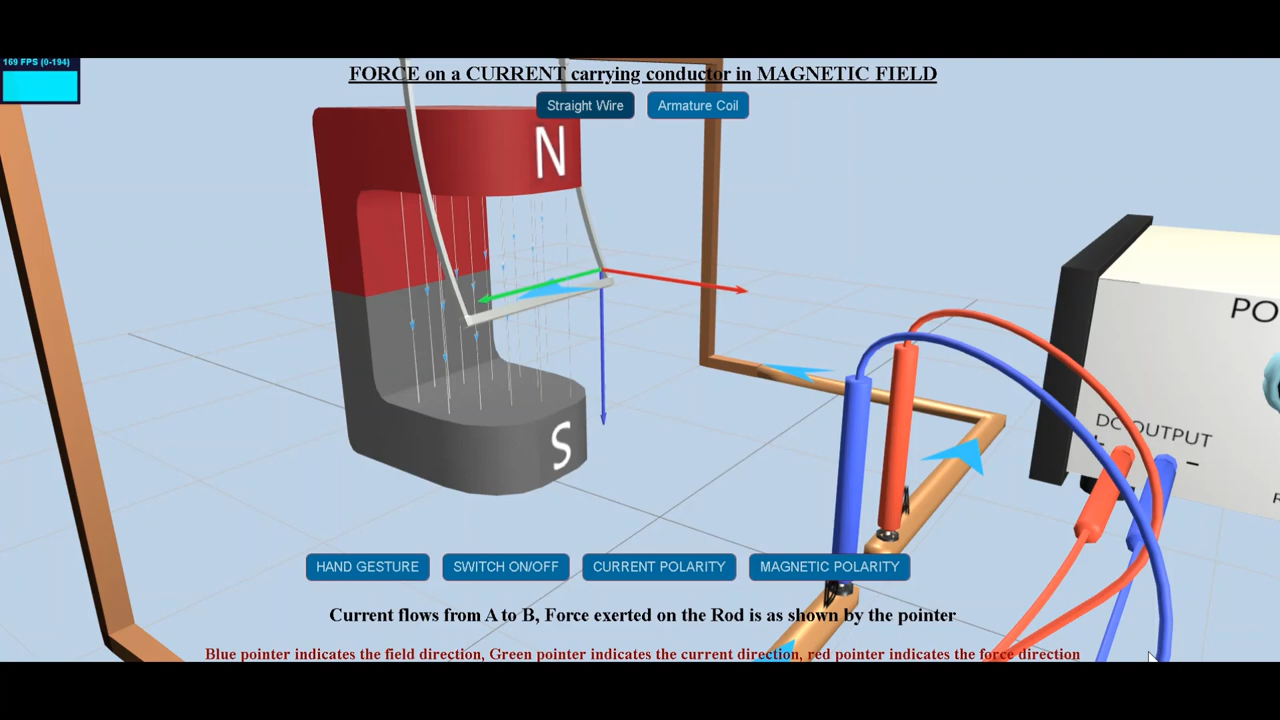 169 FPS (0-194)
FORCE on a CURRENT carrying conductor in MAGNETIC FIELD
Straight Wire
Armature Coil
N
S
PO
DC OUTPUT
+
−
R
HAND GESTURE
SWITCH ON/OFF
CURRENT POLARITY
MAGNETIC POLARITY
Current flows from A to B, Force exerted on the Rod is as shown by the pointer
Blue pointer indicates the field direction, Green pointer indicates the current direction, red pointer indicates the force direction